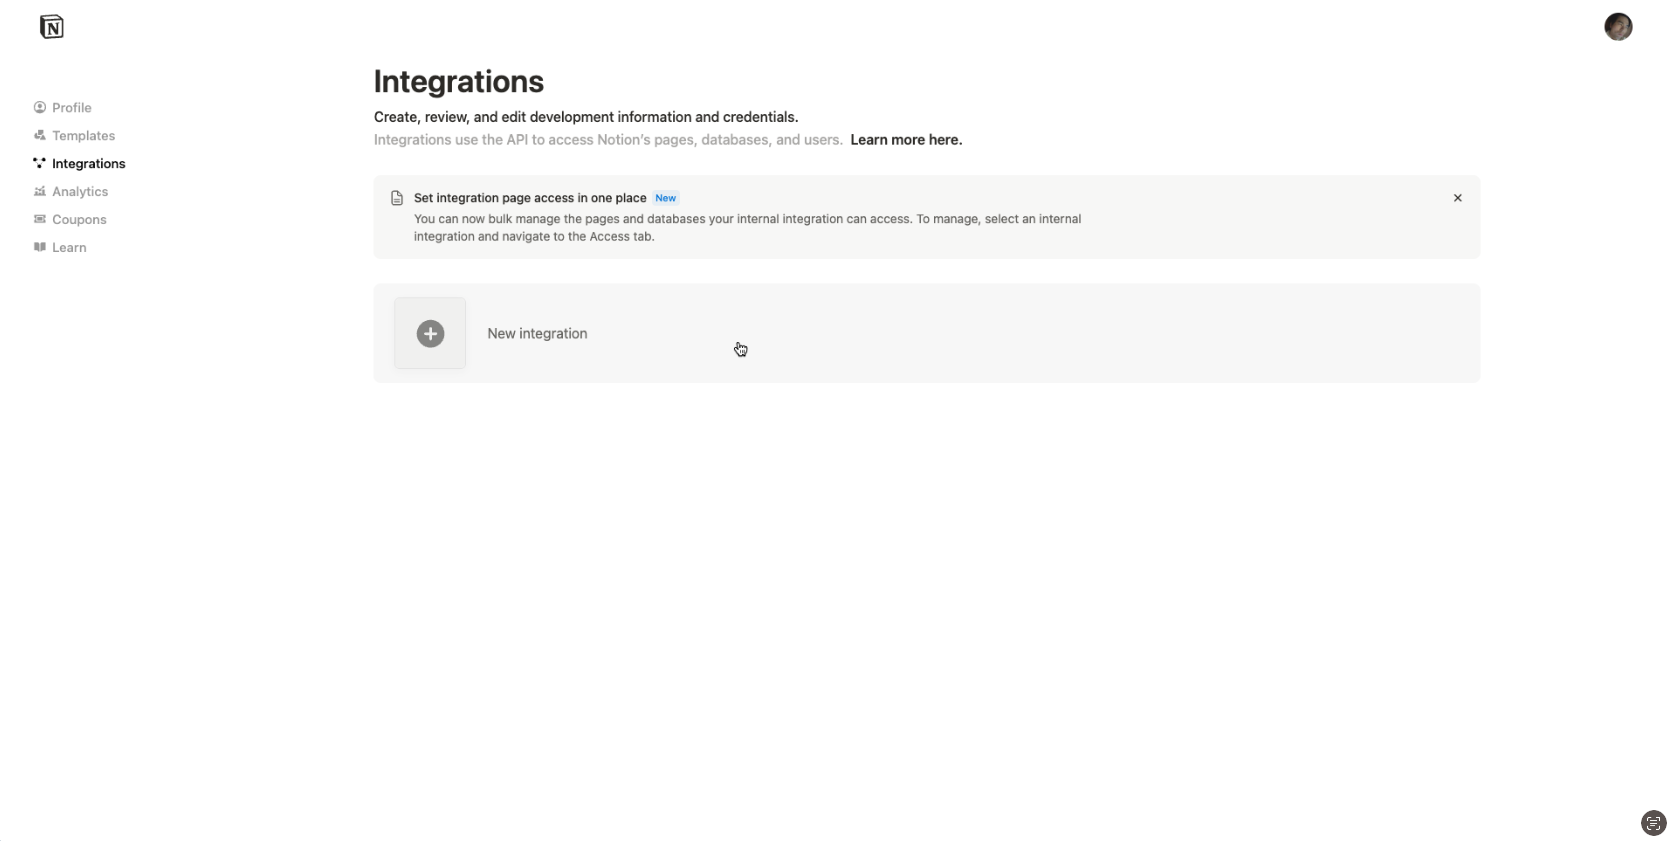 N
Profile
Templates
Integrations
Analytics
Coupons
Learn
Integrations
Create, review, and edit development information and credentials.
Integrations use the API to access Notion’s pages, databases, and users. Learn more here.
Set integration page access in one place New
You can now bulk manage the pages and databases your internal integration can access. To manage, select an internal
integration and navigate to the Access tab.
New integration